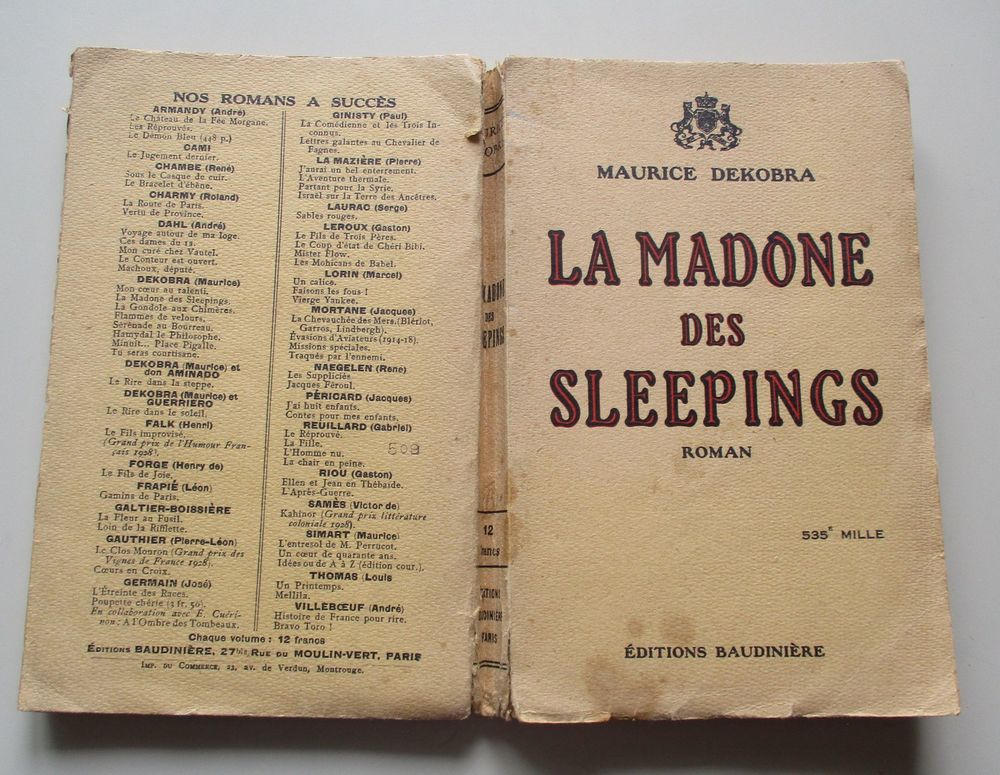 NOS ROMANS A SUCCÈS
ARMANDY (André)
Le Château de la Fée Morgane.
Les Réprouvés.
Le Démon Bleu (448 p.)
CAMI
Le Jugement dernier.
CHAMBE (René)
Sous le Casque de cuir.
Le Bracelet d'ébène.
CHARMY (Roland)
La Route de Paris.
Vertu de Province.
DAHL (André)
Voyage autour de ma loge.
Ces dames du 12.
Mon curé chez Vautel.
Le Conteur est ouvert.
Machoux, député.
DEKOBRA (Maurice)
Mon cœur au ralenti.
La Madone des Sleepings.
La Gondole aux Chimères.
Flammes de velours.
Sérénade au Bourreau.
Hamydal le Philosophe.
Minuit... Place Pigalle.
Tu seras courtisane.
DEKOBRA (Maurice) et
don AMINADO
Le Rire dans la steppe.
DEKOBRA (Maurice) et
GUERRIERO
Le Rire dans le soleil.
FALK (Henri)
Le Fils improvisé.
(Grand prix de l'Humour Fran-
çais 1928).
FORGE (Henry de)
Le Fils de Joie.
FRAPIÉ (Léon)
Gamins de Paris.
GALTIER-BOISSIÈRE
La Fleur au Fusil.
Loin de la Rifflette.
GAUTHIER (Pierre-Léon)
Le Clos Mouron (Grand prix des
Vignes de France 1928).
Cœurs en Croix.
GERMAIN (José)
L'Étreinte des Races.
Poupette chérie (3 fr. 50).
En collaboration avec E. Guéri-
non : A l'Ombre des Tombeaux.
GINISTY (Paul)
La Comédienne et les Trois In-
connus.
Lettres galantes au Chevalier de
Fagnes.
LA MAZIÈRE (Pierre)
J'aurai un bel enterrement.
L'Aventure thermale.
Partant pour la Syrie.
Israël sur la Terre des Ancêtres.
LAURAC (Serge)
Sables rouges.
LEROUX (Gaston)
Le Fils de Trois Pères.
Le Coup d'état de Chéri Bibi.
Mister Flow.
Les Mohicans de Babel.
LORIN (Marcel)
Un calice.
Faisons les fous !
Vierge Yankee.
MORTANE (Jacques)
La Chevauchée des Mers (Blériot,
Garros, Lindbergh).
Évasions d'Aviateurs (1914-18).
Missions spéciales.
Traqués par l'ennemi.
NAEGELEN (René)
Les Suppliciés.
Jacques Féroul.
PÉRICARD (Jacques)
J'ai huit enfants.
Contes pour mes enfants.
REUILLARD (Gabriel)
Le Réprouvé.
La Fille.
L'Homme nu.
La chair en peine.
509
RIOU (Gaston)
Ellen et Jean en Thébaïde.
L'Après-Guerre.
SAMÈS (Victor de)
Kahinor (Grand prix littérature
coloniale 1928).
SIMART (Maurice)
L'entresol de M. Perrucot.
Un cœur de quarante ans.
Idées ou de A à Z (édition cour.).
THOMAS (Louis
Un Printemps.
Mellila.
VILLEBŒUF (André)
Histoire de France pour rire.
Bravo Toro !
Chaque volume : 12 francs
ÉDITIONS BAUDINIÈRE, 27bis RUE DU MOULIN-VERT, PARIS
IMP. DU COMMERCE, 23, av. de Verdun, Montrouge.
DES
12
francs
PARIS
MAURICE DEKOBRA
LA MADONE
DES
SLEEPINGS
ROMAN
535e MILLE
ÉDITIONS BAUDINIÈRE